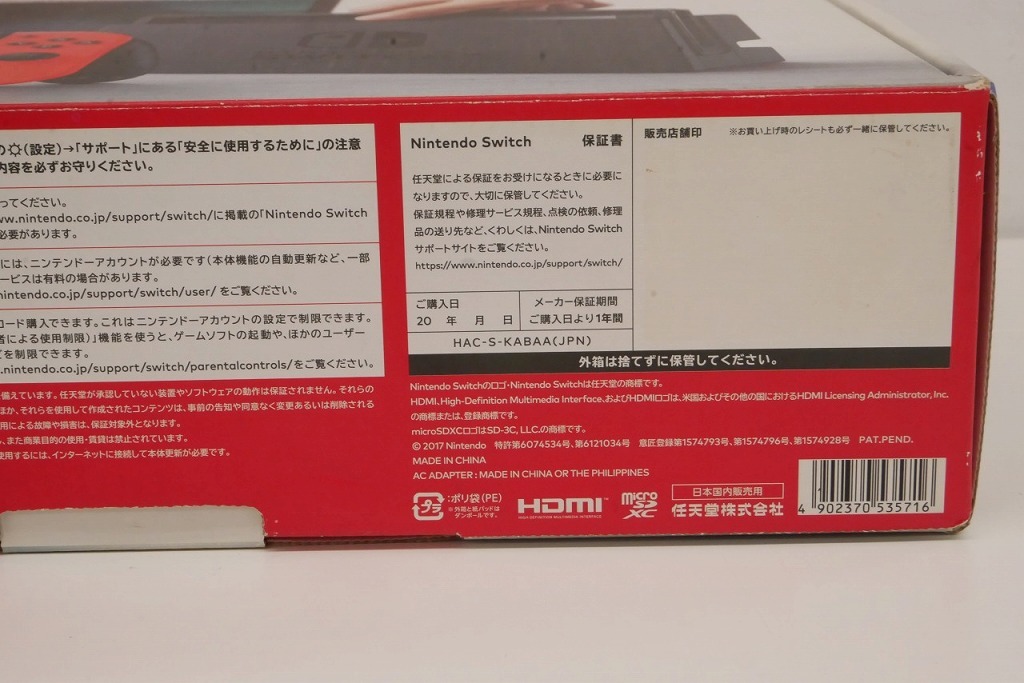 の☼(設定)→「サポート」にある「安全に使用するために」の注意
内容を必ずお守りください。
ってください。
ww.nintendo.co.jp/support/switch/に掲載の「Nintendo Switch
必要があります。
には、ニンテンドーアカウントが必要です(本体機能の自動更新など、一部
ービスは有料の場合があります。
nintendo.co.jp/support/switch/user/ をご覧ください。
ロード購入できます。これはニンテンドーアカウントの設定で制限できます。
者による使用制限)」機能を使うと、ゲームソフトの起動や、ほかのユーザー
どを制限できます。
.nintendo.co.jp/support/switch/parentalcontrols/をご覧ください。
備えています。任天堂が承認していない装置やソフトウェアの動作は保証されません。それらの
ほか、それらを使用して作成されたコンテンツは、事前の告知や同意なく変更あるいは削除される
用による故障や損害は、保証対象外となります。
、また商業目的の使用・賃貸は禁止されています。
使用するには、インターネットに接続して本体更新が必要です。
Nintendo Switch 保証書
任天堂による保証をお受けになるときに必要に
なりますので、大切に保管してください。
保証規程や修理サービス規程、点検の依頼、修理
品の送り先など、くわしくは、Nintendo Switch
サポートサイトをご覧ください。
https://www.nintendo.co.jp/support/switch/
ご購入日
20 年 月 日
メーカー保証期間
ご購入日より1年間
HAC-S-KABAA(JPN)
販売店舗印 ※お買い上げ時のレシートも必ず一緒に保管してください。
外箱は捨てずに保管してください。
Nintendo Switchのロゴ・Nintendo Switchは任天堂の商標です。
HDMI、High-Definition Multimedia Interface、およびHDMIロゴは、米国およびその他の国におけるHDMI Licensing Administrator, Inc.
の商標または、登録商標です。
microSDXCロゴはSD-3C, LLC.の商標です。
© 2017 Nintendo 特許第6074534号、第6121034号 意匠登録第1574793号、第1574796号、第1574928号 PAT.PEND.
MADE IN CHINA
AC ADAPTER : MADE IN CHINA OR THE PHILIPPINES
プラ
:ポリ袋(PE)
※外箱と紙パッドは
ダンボールです。
HDMI™
HIGH-DEFINITION MULTIMEDIA INTERFACE
micro
SD
XC
日本国内販売用
任天堂株式会社
4 902370 535716